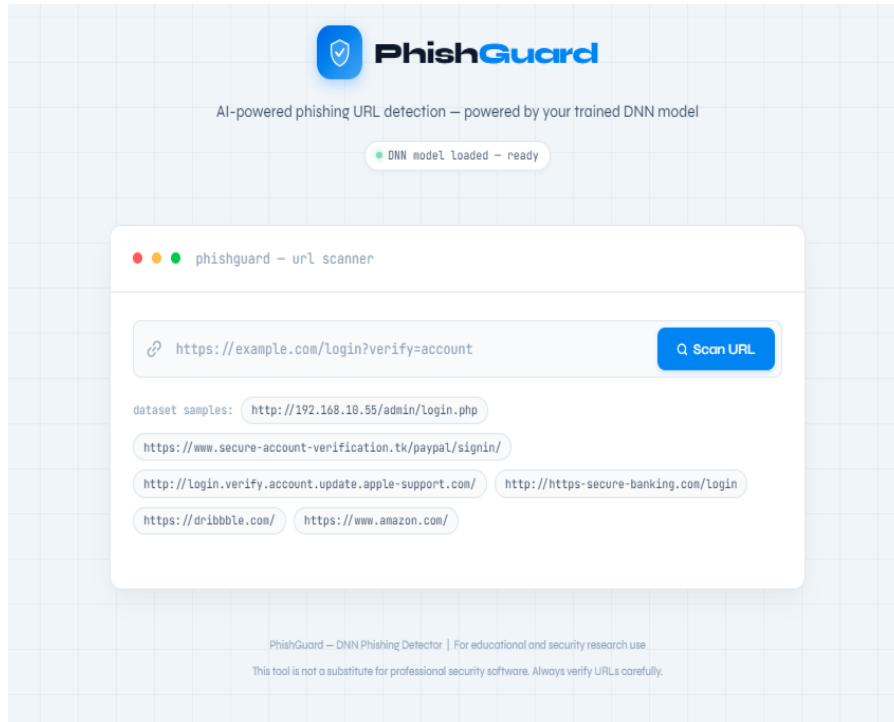 PhishGuard
AI-powered phishing URL detection — powered by your trained DNN model
DNN model loaded — ready
phishguard — url scanner
https://example.com/login?verify=account
Scan URL
dataset samples: http://192.168.10.55/admin/login.php
https://www.secure-account-verification.tk/paypal/signin/
http://login.verify.account.update.apple-support.com/ http://https-secure-banking.com/login
https://dribbble.com/ https://www.amazon.com/
PhishGuard — DNN Phishing Detector | For educational and security research use
This tool is not a substitute for professional security software. Always verify URLs carefully.